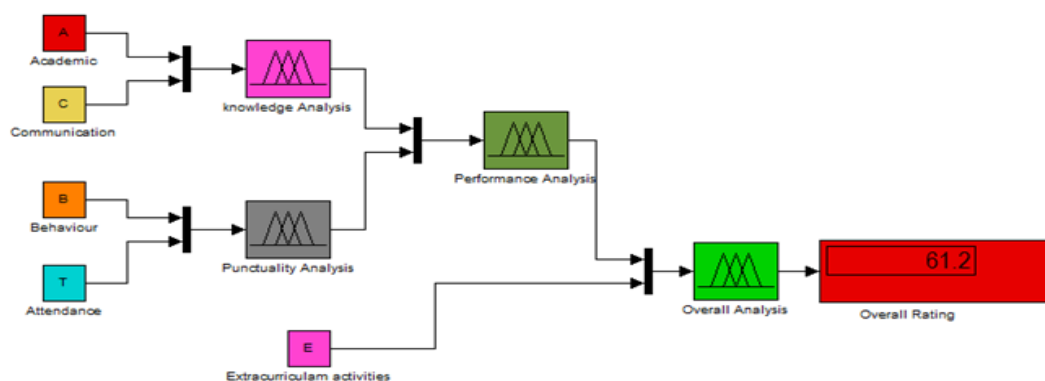 A
Academic
C
Communication
knowledge Analysis
B
Behaviour
T
Attendance
Punctuality Analysis
Performance Analysis
E
Extracurriculam activities
Overall Analysis
61.2
Overall Rating